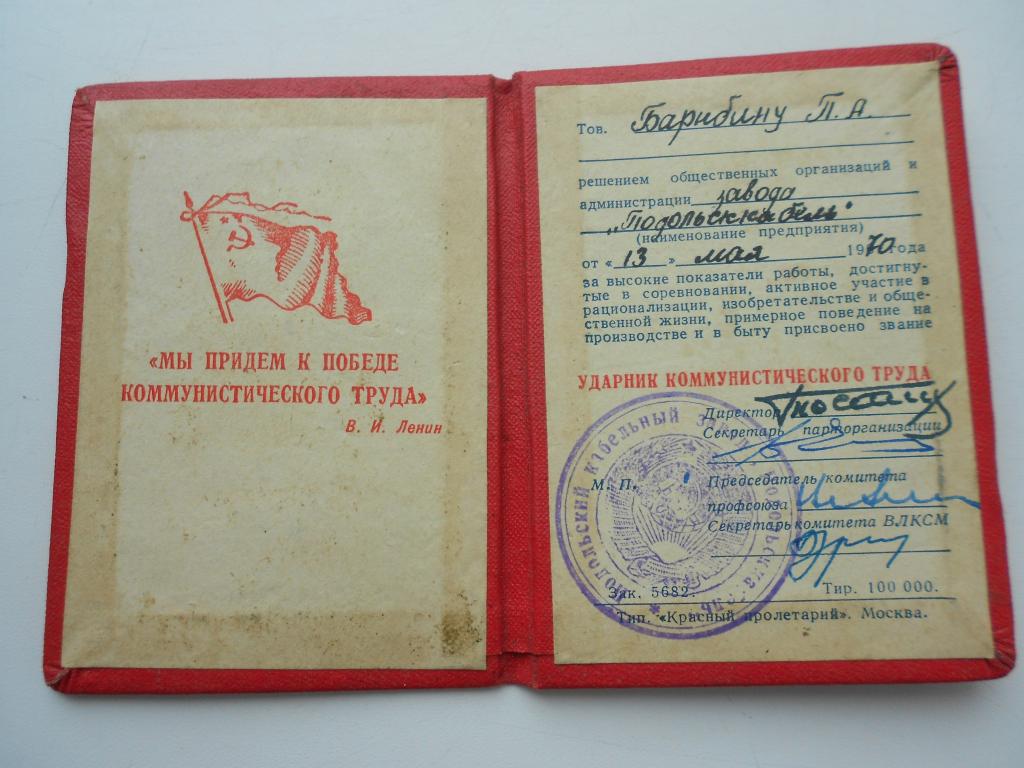 «МЫ ПРИДЕМ К ПОБЕДЕ
КОММУНИСТИЧЕСКОГО ТРУДА»
В. И. Ленин
Тов. Барибину П. А.
решением общественных организаций и
администрации завода
„Подольсккабель"
(наименование предприятия)
от « 13 » мая 1970 года
за высокие показатели работы, достигну-
тые в соревновании, активное участие в
рационализации, изобретательстве и обще-
ственной жизни, примерное поведение на
производстве и в быту присвоено звание
УДАРНИК КОММУНИСТИЧЕСКОГО ТРУДА
Директор
Секретарь парторганизации
М. П.
Председатель комитета
профсоюза
Секретарь комитета ВЛКСМ
Зак. 5682. Тир. 100 000.
Тип. «Красный пролетарий». Москва.
ПОДОЛЬСКИЙ КАБЕЛЬНЫЙ ЗАВОД